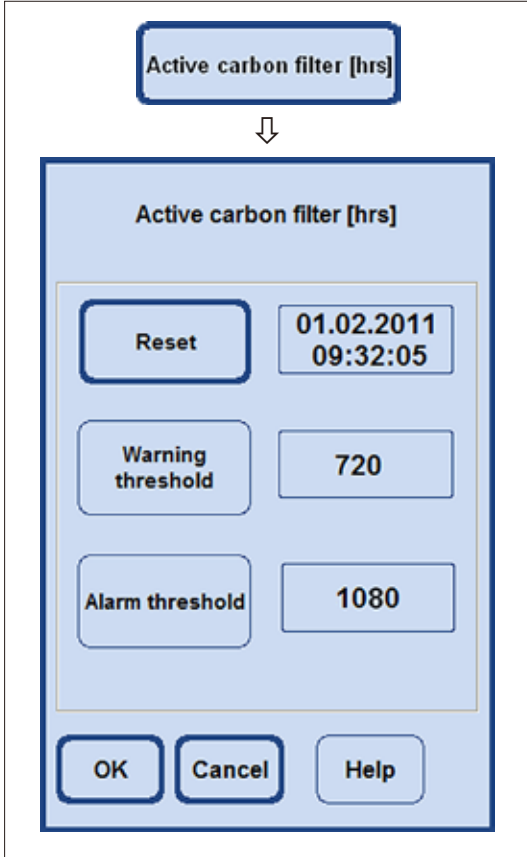 Active carbon filter [hrs]
Active carbon filter [hrs]
Reset
01.02.2011
09:32:05
Warning
threshold
720
Alarm threshold
1080
OK
Cancel
Help